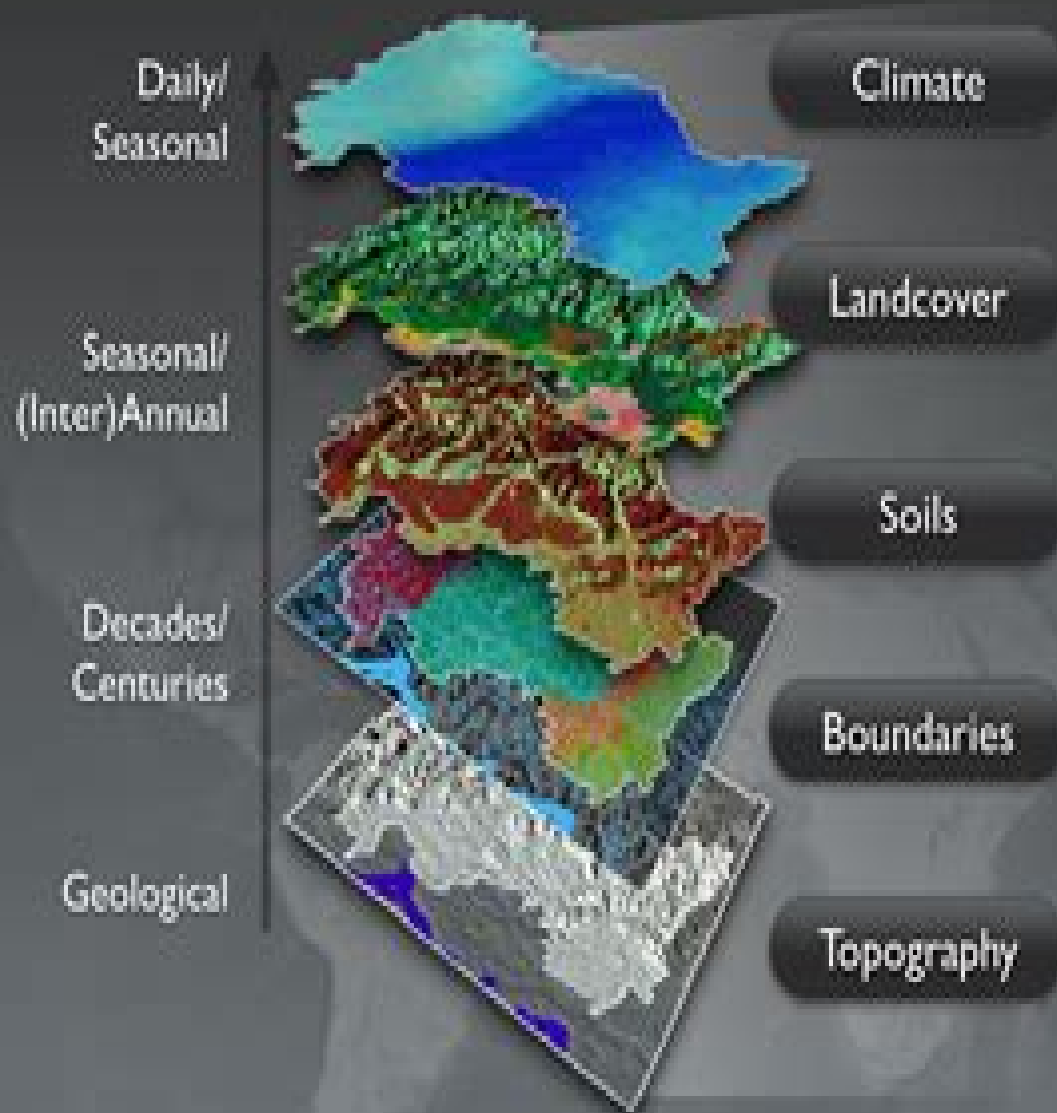 Daily/
Seasonal
Seasonal/
(Inter)Annual
Decades/
Centuries
Geological
Climate
Landcover
Soils
Boundaries
Topography